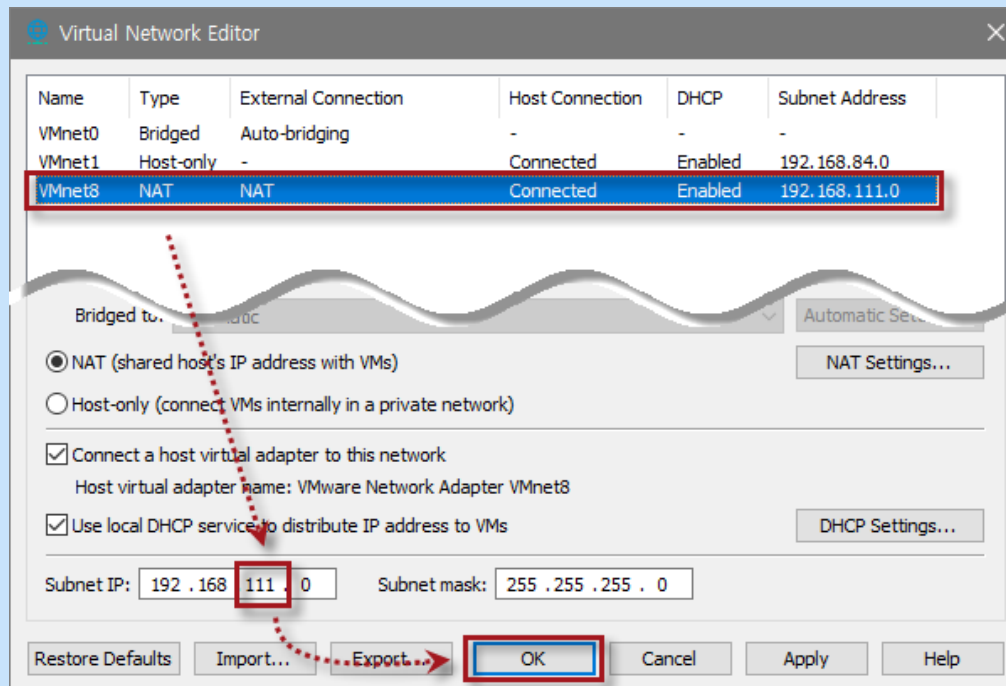 Virtual Network Editor
Name Type External Connection Host Connection DHCP Subnet Address
VMnet0 Bridged Auto-bridging - - -
VMnet1 Host-only - Connected Enabled 192.168.84.0
VMnet8 NAT NAT Connected Enabled 192.168.111.0
Bridged to: Automatic
NAT (shared host's IP address with VMs) NAT Settings...
Host-only (connect VMs internally in a private network)
Connect a host virtual adapter to this network
Host virtual adapter name: VMware Network Adapter VMnet8
Use local DHCP service to distribute IP address to VMs DHCP Settings...
Subnet IP: 192 . 168 . 111 . 0 Subnet mask: 255 . 255 . 255 . 0
Restore Defaults Import... Export... OK Cancel Apply Help